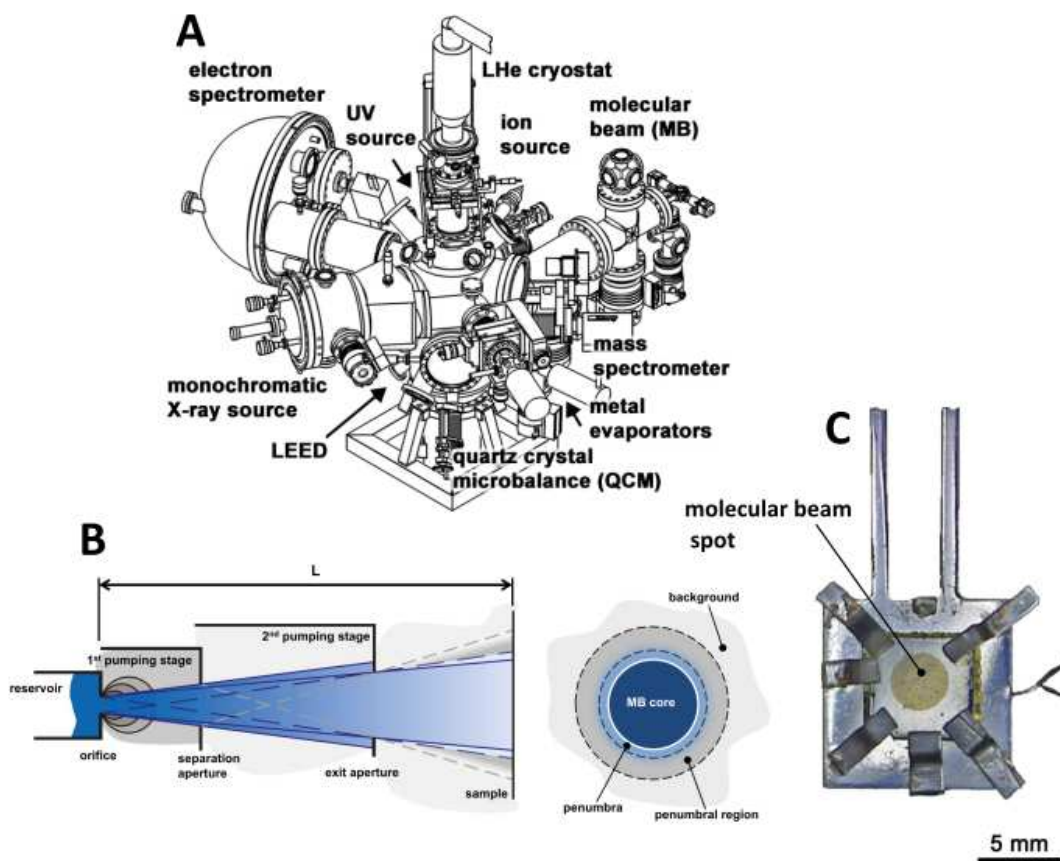 A
electron
spectrometer
UV
source
LHe cryostat
ion
source
molecular
beam (MB)
mass
spectrometer
metal
evaporators
monochromatic
X-ray source
LEED
quartz crystal
microbalance (QCM)
B
L
2nd pumping stage
1st pumping stage
reservoir
orifice
separation
aperture
exit aperture
sample
background
MB core
penumbra
penumbral region
C
molecular beam
spot
5 mm